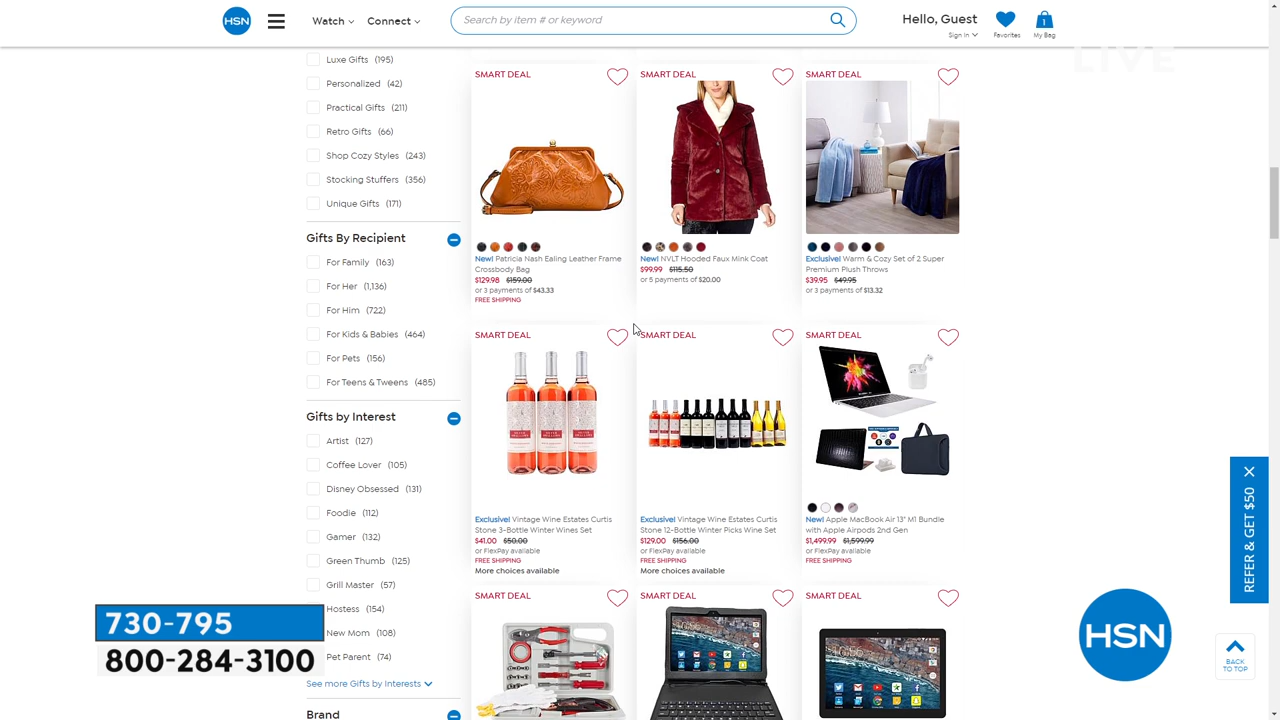 HSN
Watch
Connect
Search by item # or keyword
Hello, Guest
Sign In
Favorites
1
My Bag
LIVE
Luxe Gifts (195)
Personalized (42)
Practical Gifts (211)
Retro Gifts (66)
Shop Cozy Styles (243)
Stocking Stuffers (356)
Unique Gifts (171)
Gifts By Recipient
For Family (163)
For Her (1,136)
For Him (722)
For Kids & Babies (464)
For Pets (156)
For Teens & Tweens (485)
Gifts by Interest
Artist (127)
Coffee Lover (105)
Disney Obsessed (131)
Foodie (112)
Gamer (132)
Green Thumb (125)
Grill Master (57)
Hostess (154)
New Mom (108)
Pet Parent (74)
See more Gifts by Interests
Brand
SMART DEAL
New! Patricia Nash Ealing Leather Frame
Crossbody Bag
$129.98 $159.00
or 3 payments of $43.33
FREE SHIPPING
SMART DEAL
New! NVLT Hooded Faux Mink Coat
$99.99 $115.50
or 5 payments of $20.00
SMART DEAL
Exclusive! Warm & Cozy Set of 2 Super
Premium Plush Throws
$39.95 $49.95
or 3 payments of $13.32
SMART DEAL
Exclusive! Vintage Wine Estates Curtis
Stone 3-Bottle Winter Wines Set
$41.00 $50.00
or FlexPay available
FREE SHIPPING
More choices available
SMART DEAL
Exclusive! Vintage Wine Estates Curtis
Stone 12-Bottle Winter Picks Wine Set
$129.00 $156.00
or FlexPay available
FREE SHIPPING
More choices available
SMART DEAL
New! Apple MacBook Air 13" M1 Bundle
with Apple Airpods 2nd Gen
$1,499.99 $1,599.99
or FlexPay available
FREE SHIPPING
SMART DEAL
SMART DEAL
SMART DEAL
REFER & GET $50
730-795
800-284-3100
HSN
BACK
TO TOP